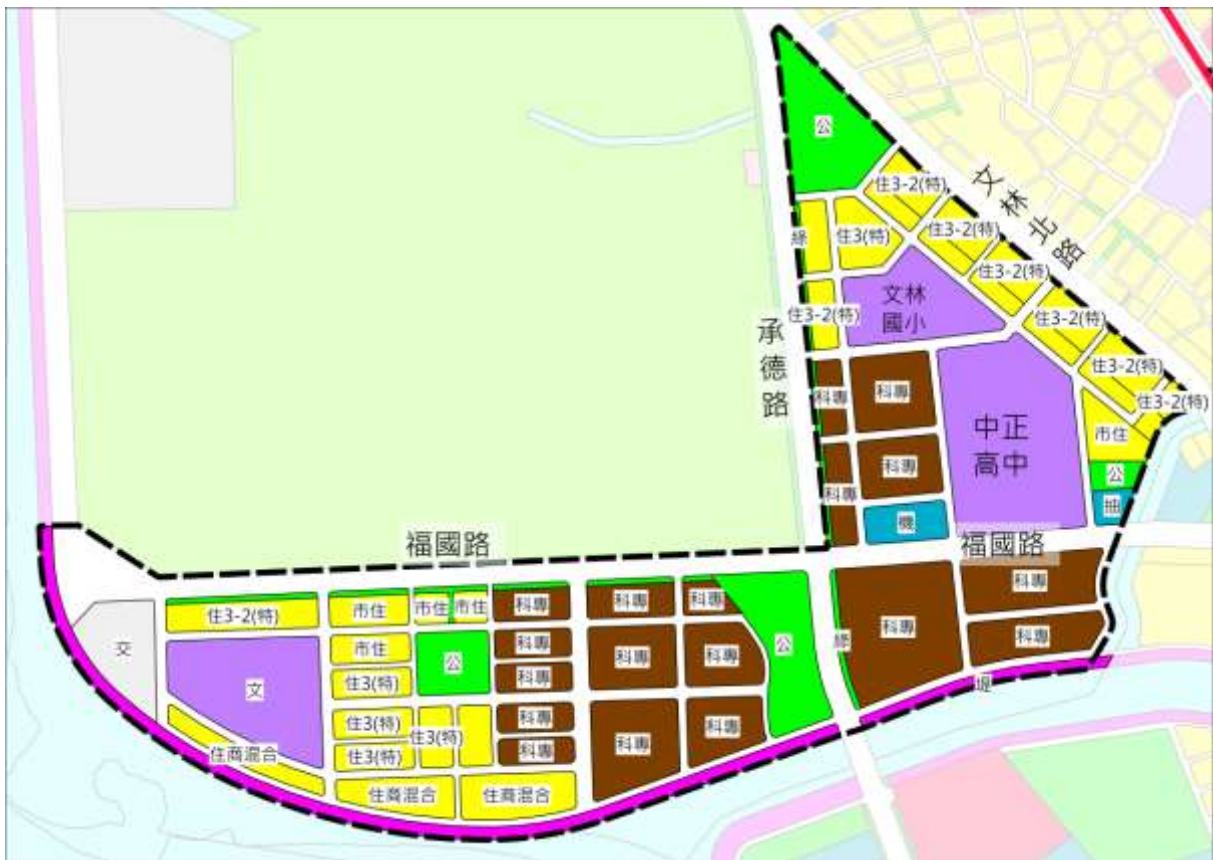 公
住3-2(特)
文林北路
綠
住3(特)
住3-2(特)
住3-2(特)
文林
國小
住3-2(特)
住3-2(特)
承德路
住3-2(特)
科專
科專
住3-2(特)
中正
高中
市住
科專
科專
公
抽
機
福國路
福國路
科專
住3-2(特)
市住
市住
市住
科專
科專
科專
科專
綠
科專
交
文
市住
公
科專
科專
科專
公
科專
住3(特)
科專
堤
住3(特)
住3(特)
科專
科專
科專
住3(特)
科專
住商混合
住商混合
住商混合